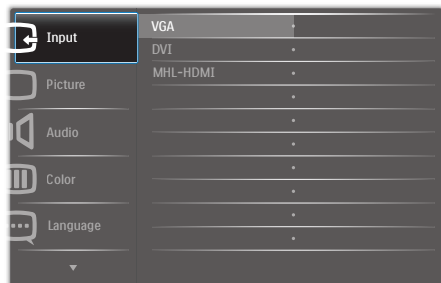 Input
Picture
Audio
Color
Language
VGA
DVI
MHL-HDMI